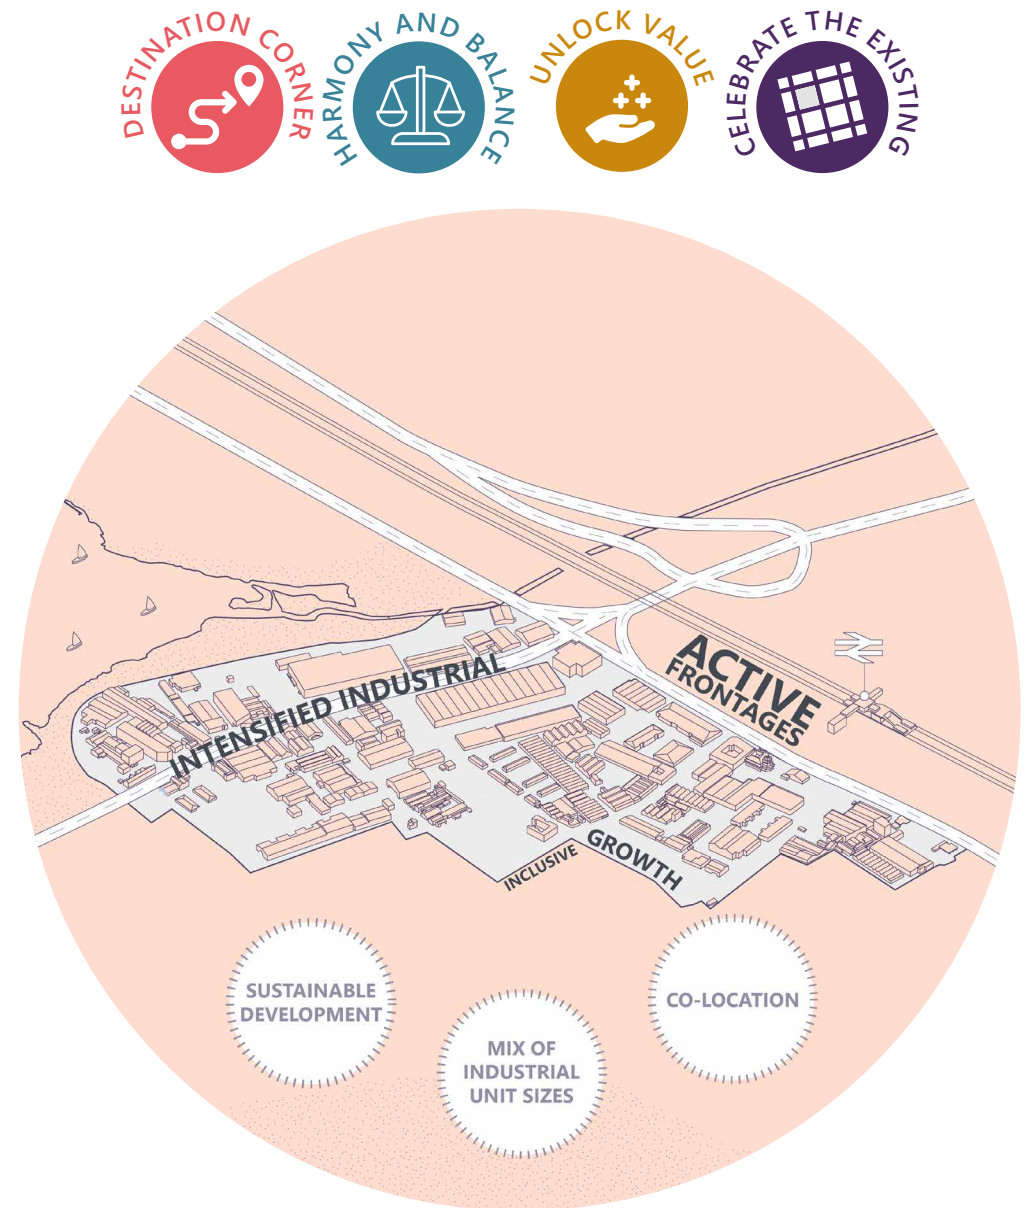 DESTINATION CORNER
HARMONY AND BALANCE
UNLOCK VALUE
CELEBRATE THE EXISTING
ACTIVE
FRONTAGES
INTENSIFIED INDUSTRIAL
INCLUSIVE GROWTH
SUSTAINABLE
DEVELOPMENT
CO-LOCATION
MIX OF
INDUSTRIAL
UNIT SIZES